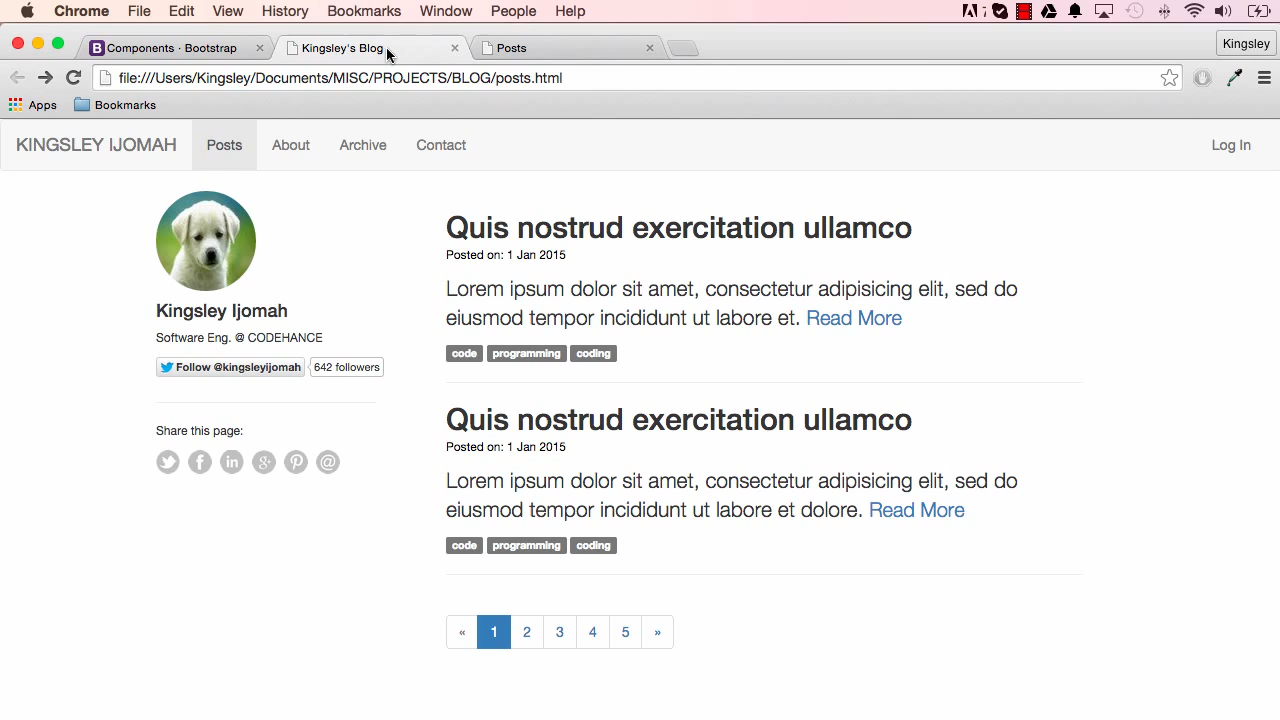 Chrome File Edit View History Bookmarks Window People Help
7
B Components · Bootstrap Kingsley's Blog Posts Kingsley
file:///Users/Kingsley/Documents/MISC/PROJECTS/BLOG/posts.html
Apps Bookmarks
KINGSLEY IJOMAH Posts About Archive Contact Log In
Kingsley Ijomah
Software Eng. @ CODEHANCE
Follow @kingsleyijomah 642 followers
Share this page:
Quis nostrud exercitation ullamco
Posted on: 1 Jan 2015
Lorem ipsum dolor sit amet, consectetur adipisicing elit, sed do
eiusmod tempor incididunt ut labore et. Read More
code programming coding
Quis nostrud exercitation ullamco
Posted on: 1 Jan 2015
Lorem ipsum dolor sit amet, consectetur adipisicing elit, sed do
eiusmod tempor incididunt ut labore et dolore. Read More
code programming coding
« 1 2 3 4 5 »